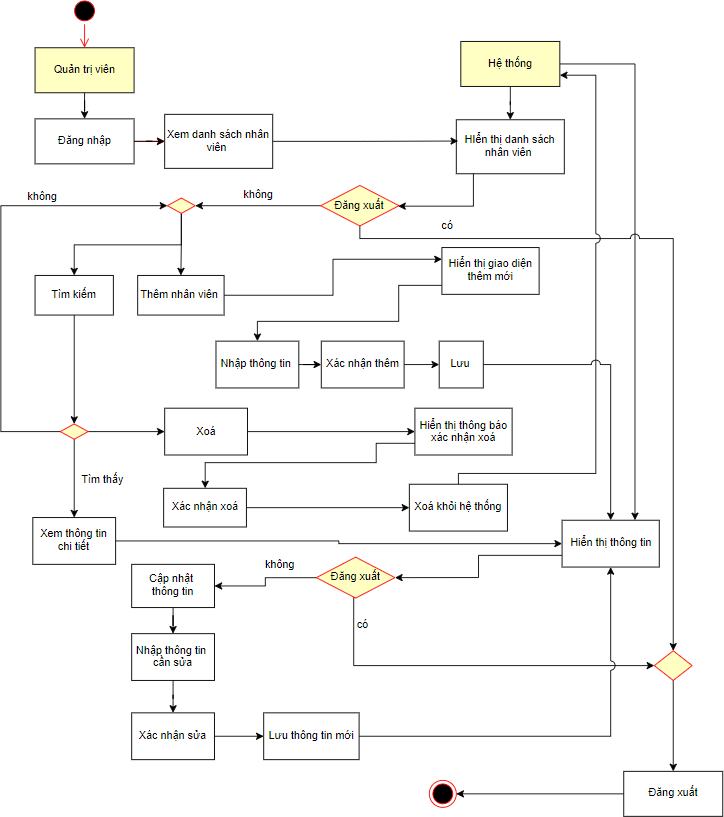 Quản trị viên
Hệ thống
Đăng nhập
Xem danh sách nhân
viên
HIển thị danh sách
nhân viên
không
không
Đăng xuất
có
Tìm kiếm
Thêm nhân viên
Hiển thị giao diện
thêm mới
Nhập thông tin
Xác nhận thêm
Lưu
Xoá
Hiển thị thông báo
xác nhận xoá
Tìm thấy
Xác nhận xoá
Xoá khỏi hệ thống
Xem thông tin
chi tiết
Hiển thị thông tin
không
Đăng xuất
Cập nhật
thông tin
có
Nhập thông tin
cần sửa
Xác nhận sửa
Lưu thông tin mới
Đăng xuất